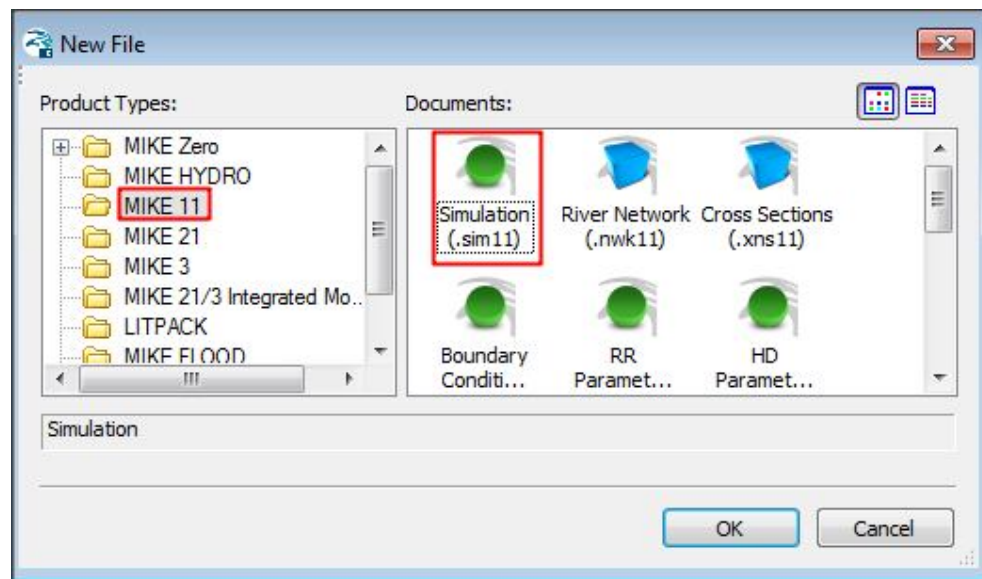 New File
Product Types:
Documents:
MIKE Zero
MIKE HYDRO
MIKE 11
MIKE 21
MIKE 3
MIKE 21/3 Integrated Mo..
LITPACK
MIKE FLOOD
Simulation
(.sim11)
River Network
(.nwk11)
Cross Sections
(.xns11)
Boundary
Conditi...
RR
Paramet...
HD
Paramet...
Simulation
OK
Cancel